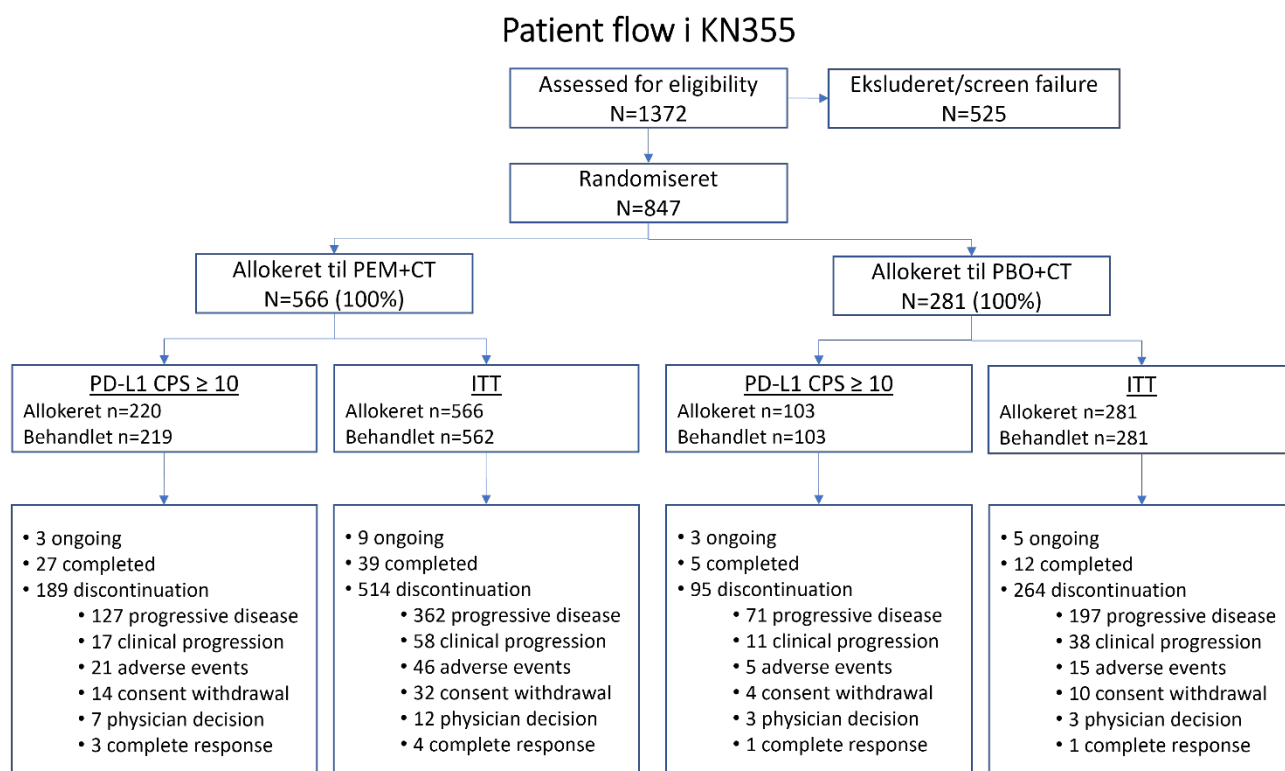 Patient flow i KN355
Assessed for eligibility
N=1372
Eksluderet/screen failure
N=525
Randomiseret
N=847
Allokeret til PEM+CT
N=566 (100%)
Allokeret til PBO+CT
N=281 (100%)
PD-L1 CPS ≥ 10
Allokeret n=220
Behandlet n=219
ITT
Allokeret n=566
Behandlet n=562
PD-L1 CPS ≥ 10
Allokeret n=103
Behandlet n=103
ITT
Allokeret n=281
Behandlet n=281
• 3 ongoing
• 27 completed
• 189 discontinuation
• 127 progressive disease
• 17 clinical progression
• 21 adverse events
• 14 consent withdrawal
• 7 physician decision
• 3 complete response
• 9 ongoing
• 39 completed
• 514 discontinuation
• 362 progressive disease
• 58 clinical progression
• 46 adverse events
• 32 consent withdrawal
• 12 physician decision
• 4 complete response
• 3 ongoing
• 5 completed
• 95 discontinuation
• 71 progressive disease
• 11 clinical progression
• 5 adverse events
• 4 consent withdrawal
• 3 physician decision
• 1 complete response
• 5 ongoing
• 12 completed
• 264 discontinuation
• 197 progressive disease
• 38 clinical progression
• 15 adverse events
• 10 consent withdrawal
• 3 physician decision
• 1 complete response